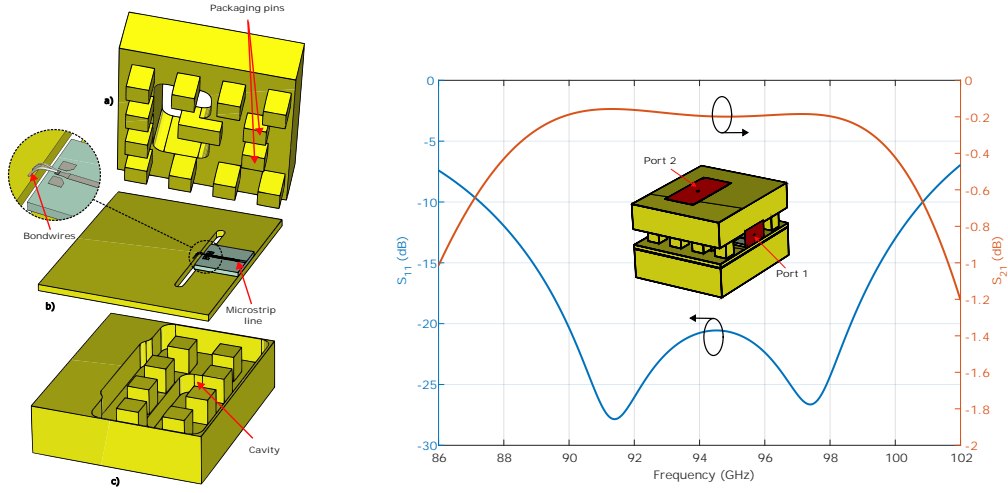 Packaging pins
a)
Bondwires
b)
Microstrip
line
Cavity
c)
0
-5
-10
-15
-20
-25
-30
S11 (dB)
86
88
90
92
94
96
98
100
102
Frequency (GHz)
0
-0.2
-0.4
-0.6
-0.8
-1
-1.2
-1.4
-1.6
-1.8
-2
S21 (dB)
Port 2
Port 1